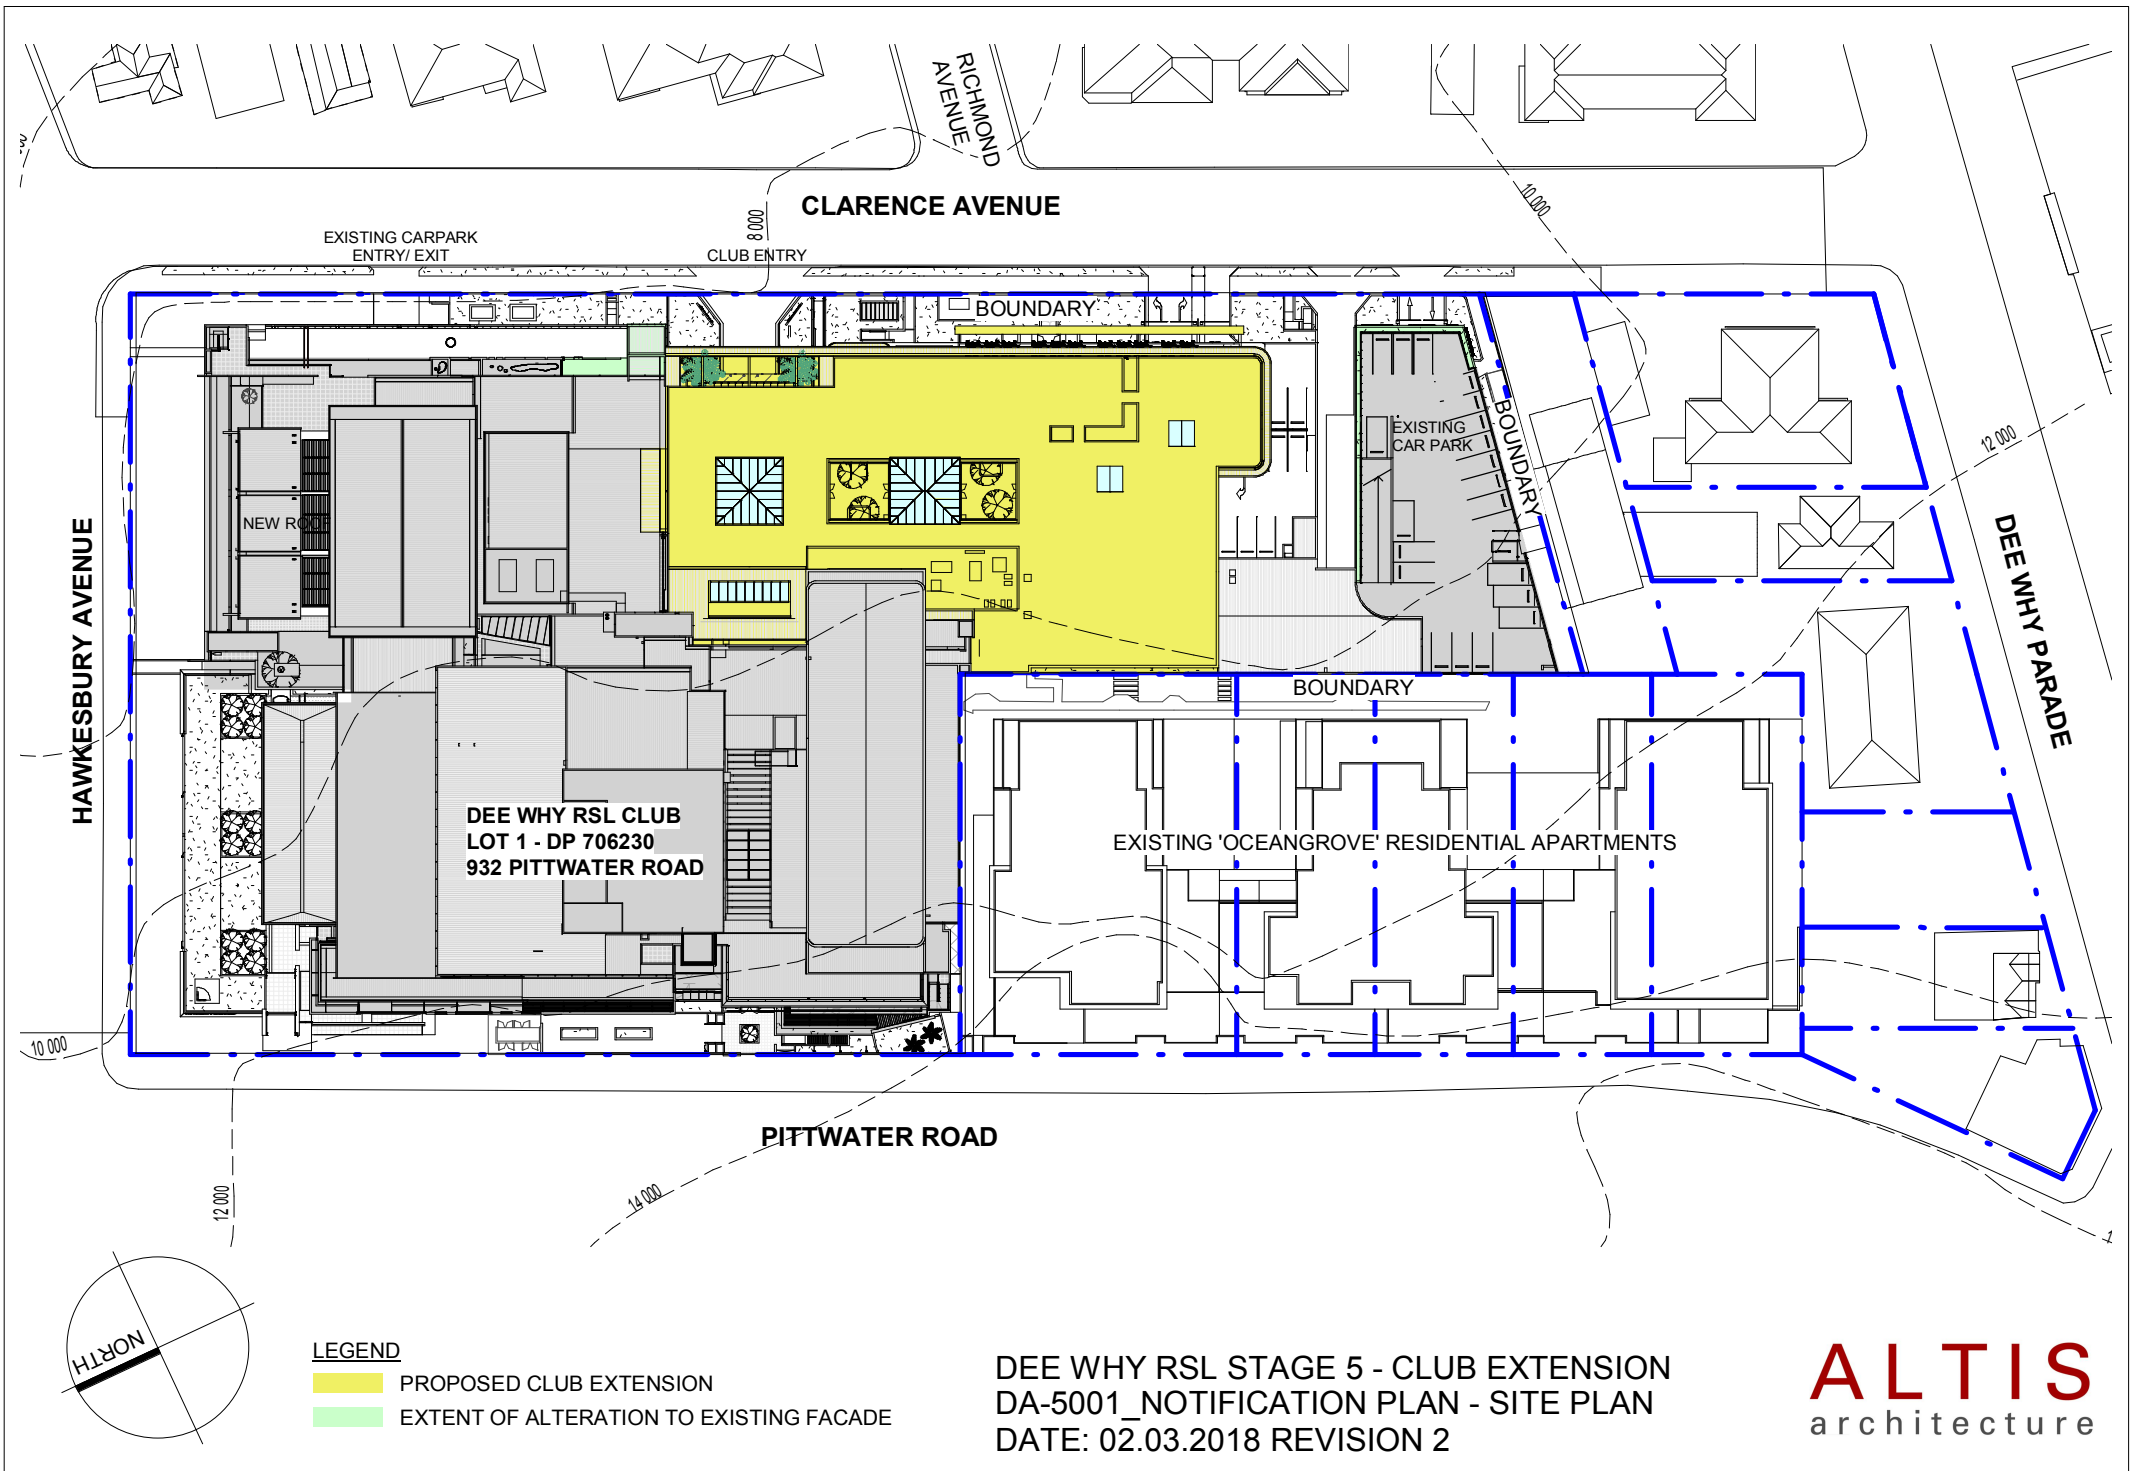 RICHMOND
AVENUE
CLARENCE AVENUE
8 000
10 000
EXISTING CARPARK
ENTRY/ EXIT
CLUB ENTRY
BOUNDARY
EXISTING
CAR PARK
BOUNDARY
12 000
NEW ROOF
HAWKESBURY AVENUE
DEE WHY PARADE
BOUNDARY
DEE WHY RSL CLUB
LOT 1 - DP 706230
932 PITTWATER ROAD
EXISTING 'OCEANGROVE' RESIDENTIAL APARTMENTS
10 000
PITTWATER ROAD
12 000
14 000
NORTH
LEGEND
PROPOSED CLUB EXTENSION
EXTENT OF ALTERATION TO EXISTING FACADE
DEE WHY RSL STAGE 5 - CLUB EXTENSION
DA-5001_NOTIFICATION PLAN - SITE PLAN
DATE: 02.03.2018 REVISION 2
ALTIS
architecture